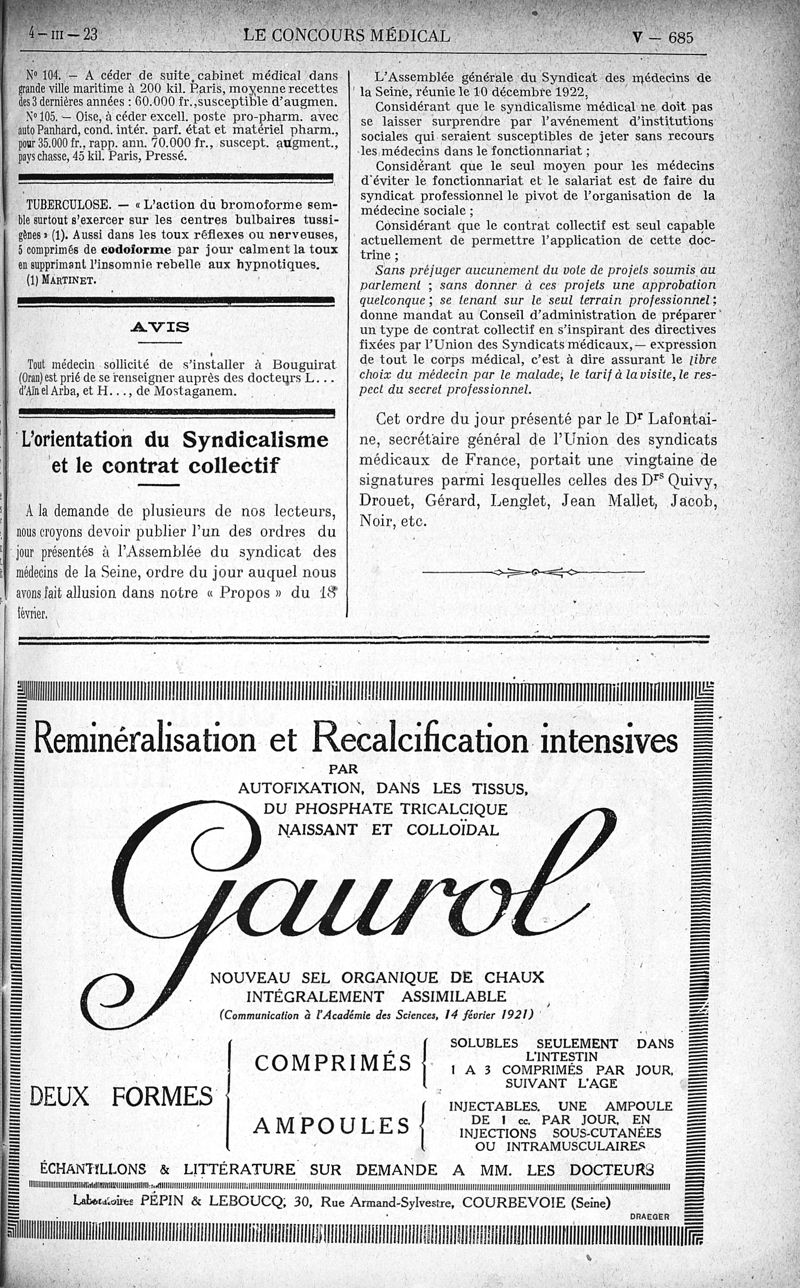 4 — III — 23
LE CONCOURS MÉDICAL
V — 685
N° 104. — A céder de suite cabinet médical dans
grande ville maritime à 200 kil. Paris, moyenne recettes
des 3 dernières années : 60.000 fr., susceptible d'augmen.
N° 105. — Oise, à céder excell. poste pro-pharm. avec
auto Panhard, cond. intér. parf. état et matériel pharm.,
pour 35.000 fr., rapp. ann. 70.000 fr., suscept. augment.,
pays chasse, 45 kil. Paris, Pressé.
TUBERCULOSE. — « L'action du bromoforme sem-
ble surtout s'exercer sur les centres bulbaires tussi-
gènes » (1). Aussi dans les toux réflexes ou nerveuses,
5 comprimés de codoforme par jour calment la toux
en supprimant l'insomnie rebelle aux hypnotiques.
(1) MARTINET.
AVIS
Tout médecin sollicité de s'installer à Bouguirat
(Oran) est prié de se renseigner auprès des docteurs L...
d'Aïn el Arba, et H..., de Mostaganem.
L'orientation du Syndicalisme
et le contrat collectif
A la demande de plusieurs de nos lecteurs,
nous croyons devoir publier l'un des ordres du
jour présentés à l'Assemblée du syndicat des
médecins de la Seine, ordre du jour auquel nous
avons fait allusion dans notre « Propos » du 18
février.
L'Assemblée générale du Syndicat des médecins de
la Seine, réunie le 10 décembre 1922,
Considérant que le syndicalisme médical ne doit pas
se laisser surprendre par l'avénement d'institutions
sociales qui seraient susceptibles de jeter sans recours
les médecins dans le fonctionnariat ;
Considérant que le seul moyen pour les médecins
d'éviter le fonctionnariat et le salariat est de faire du
syndicat professionnel le pivot de l'organisation de la
médecine sociale ;
Considérant que le contrat collectif est seul capable
actuellement de permettre l'application de cette doc-
trine ;
Sans préjuger aucunement du vote de projets soumis au
parlement ; sans donner à ces projets une approbation
quelconque ; se tenant sur le seul terrain professionnel ;
donne mandat au Conseil d'administration de préparer
un type de contrat collectif en s'inspirant des directives
fixées par l'Union des Syndicats médicaux, — expression
de tout le corps médical, c'est à dire assurant le libre
choix du médecin par le malade, le tarif à la visite, le res-
pect du secret professionnel.
Cet ordre du jour présenté par le Dr Lafontai-
ne, secrétaire général de l'Union des syndicats
médicaux de France, portait une vingtaine de
signatures parmi lesquelles celles des Drs Quivy,
Drouet, Gérard, Lenglet, Jean Mallet, Jacob,
Noir, etc.
Reminéralisation et Recalcification intensives
PAR
AUTOFIXATION, DANS LES TISSUS,
DU PHOSPHATE TRICALCIQUE
NAISSANT ET COLLOÏDAL
Gaurol
NOUVEAU SEL ORGANIQUE DE CHAUX
INTÉGRALEMENT ASSIMILABLE
(Communication à l'Académie des Sciences, 14 février 1921)
DEUX FORMES
COMPRIMÉS
SOLUBLES SEULEMENT DANS
L'INTESTIN
1 A 3 COMPRIMÉS PAR JOUR,
SUIVANT L'AGE
AMPOULES
INJECTABLES, UNE AMPOULE
DE 1 cc. PAR JOUR, EN
INJECTIONS SOUS-CUTANÉES
OU INTRAMUSCULAIRES
ÉCHANTILLONS & LITTÉRATURE SUR DEMANDE A MM. LES DOCTEURS
Laboratoires PÉPIN & LEBOUCQ, 30, Rue Armand-Sylvestre, COURBEVOIE (Seine)
DRAEGER